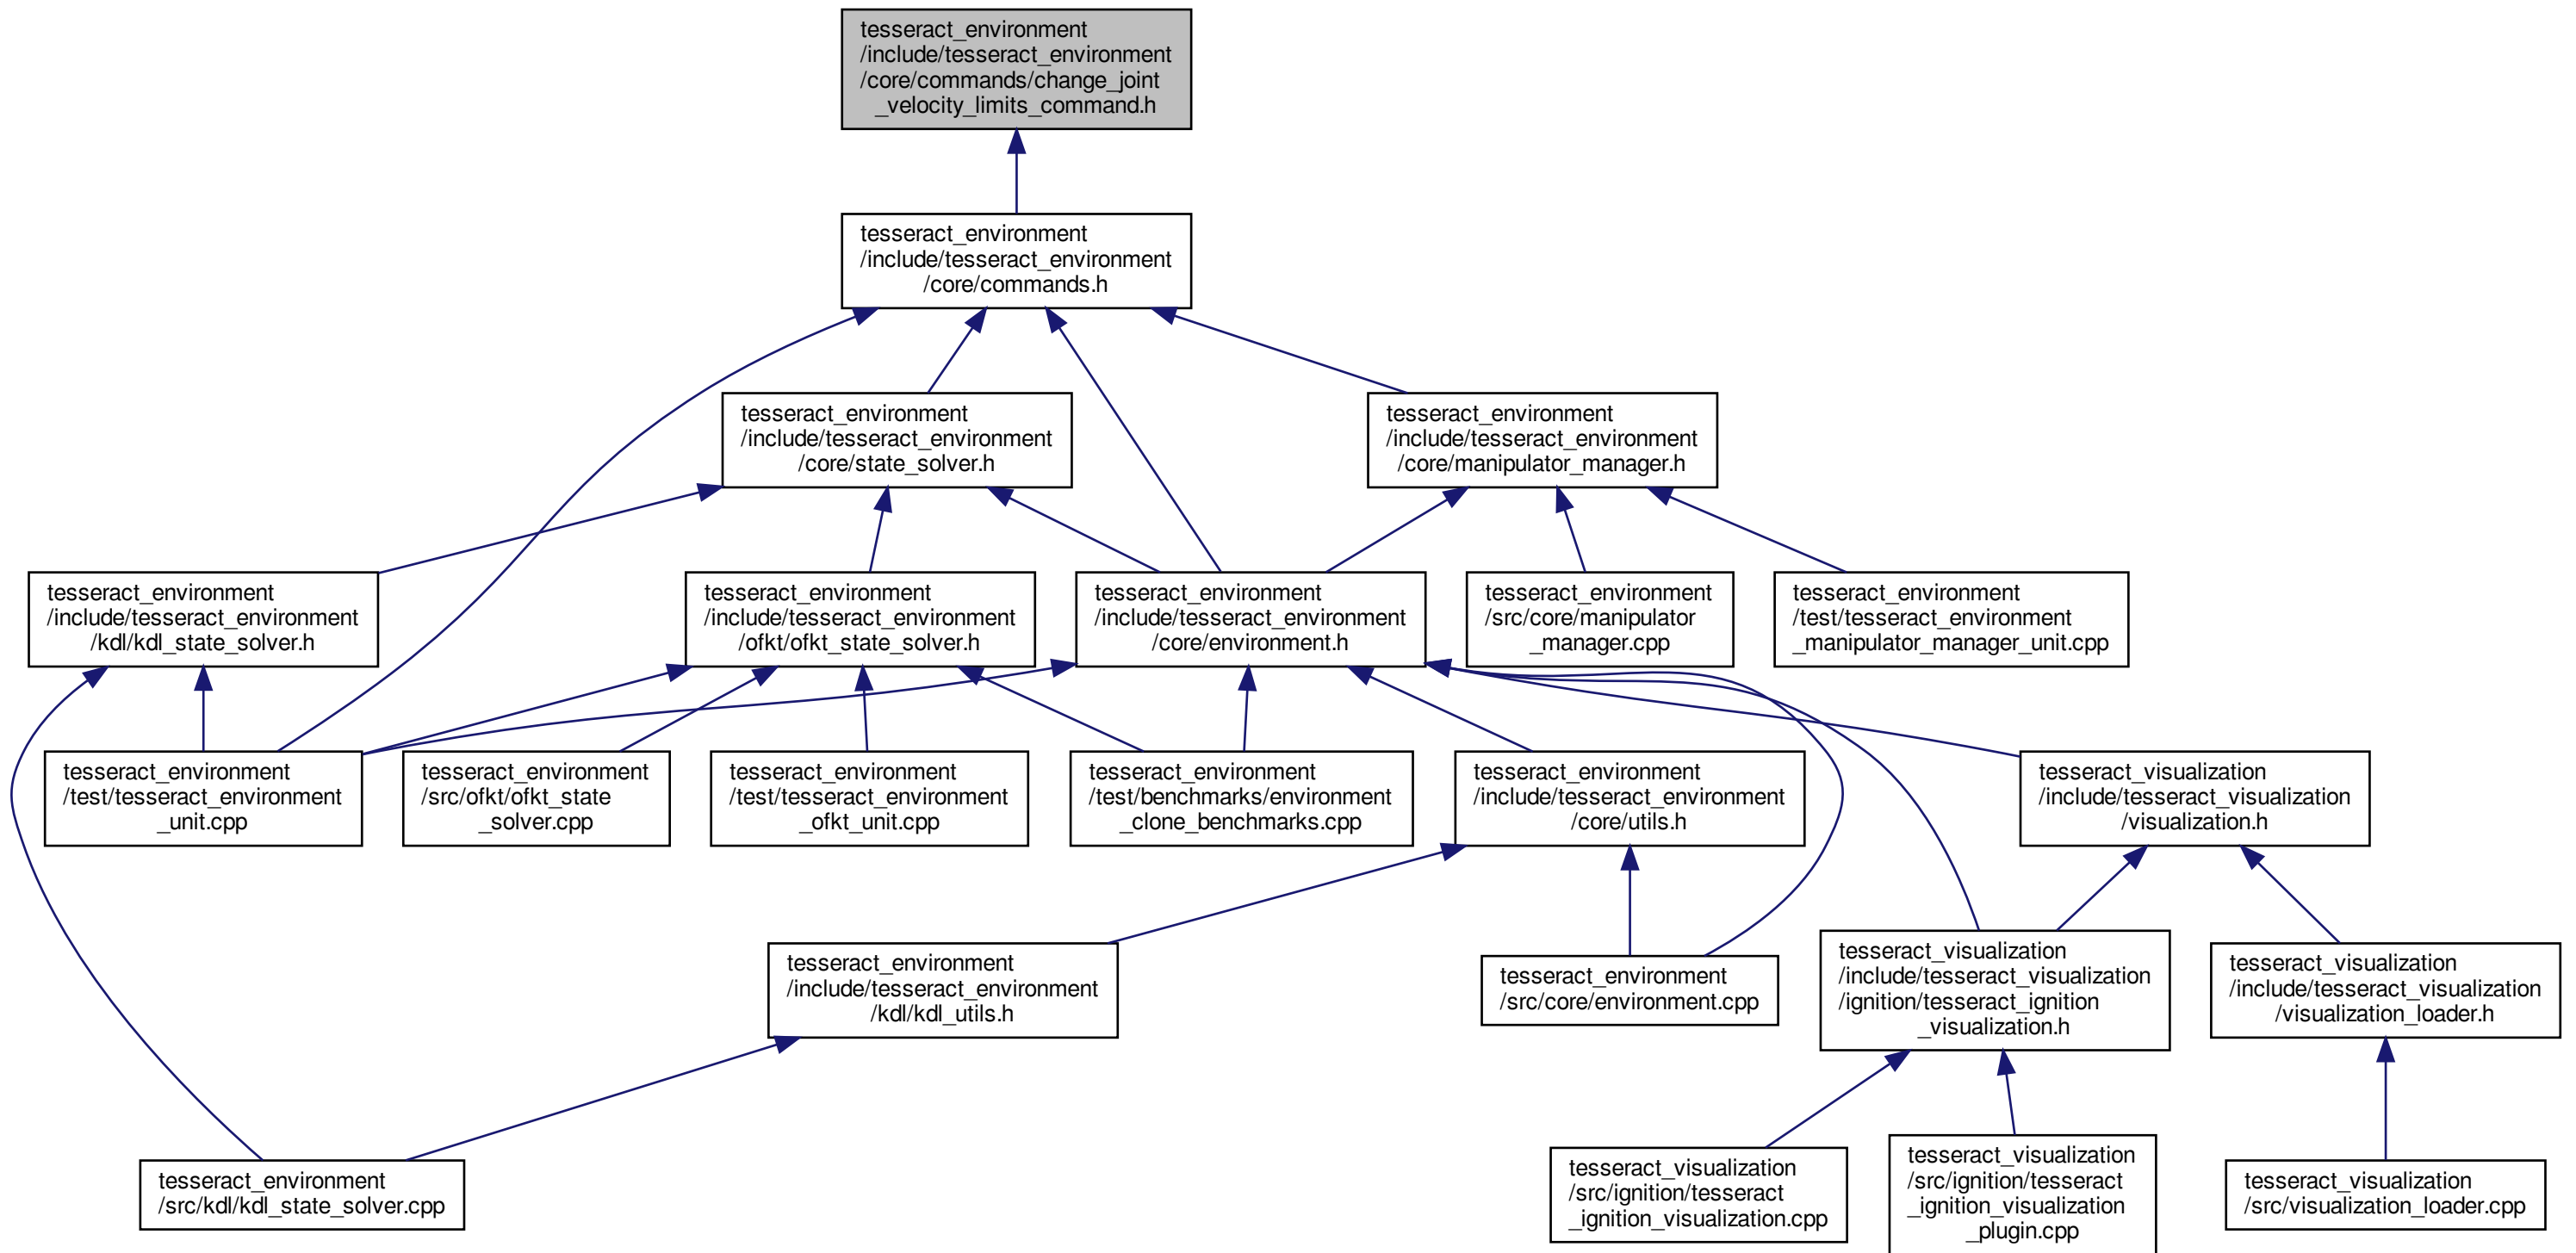 tesseract_environment
/include/tesseract_environment
/core/commands/change_joint
_velocity_limits_command.h
tesseract_environment
/include/tesseract_environment
/core/commands.h
tesseract_environment
/include/tesseract_environment
/core/state_solver.h
tesseract_environment
/include/tesseract_environment
/core/manipulator_manager.h
tesseract_environment
/include/tesseract_environment
/kdl/kdl_state_solver.h
tesseract_environment
/include/tesseract_environment
/ofkt/ofkt_state_solver.h
tesseract_environment
/include/tesseract_environment
/core/environment.h
tesseract_environment
/src/core/manipulator
_manager.cpp
tesseract_environment
/test/tesseract_environment
_manipulator_manager_unit.cpp
tesseract_environment
/test/tesseract_environment
_unit.cpp
tesseract_environment
/src/ofkt/ofkt_state
_solver.cpp
tesseract_environment
/test/tesseract_environment
_ofkt_unit.cpp
tesseract_environment
/test/benchmarks/environment
_clone_benchmarks.cpp
tesseract_environment
/include/tesseract_environment
/core/utils.h
tesseract_visualization
/include/tesseract_visualization
/visualization.h
tesseract_environment
/include/tesseract_environment
/kdl/kdl_utils.h
tesseract_environment
/src/core/environment.cpp
tesseract_visualization
/include/tesseract_visualization
/ignition/tesseract_ignition
_visualization.h
tesseract_visualization
/include/tesseract_visualization
/visualization_loader.h
tesseract_environment
/src/kdl/kdl_state_solver.cpp
tesseract_visualization
/src/ignition/tesseract
_ignition_visualization.cpp
tesseract_visualization
/src/ignition/tesseract
_ignition_visualization
_plugin.cpp
tesseract_visualization
/src/visualization_loader.cpp